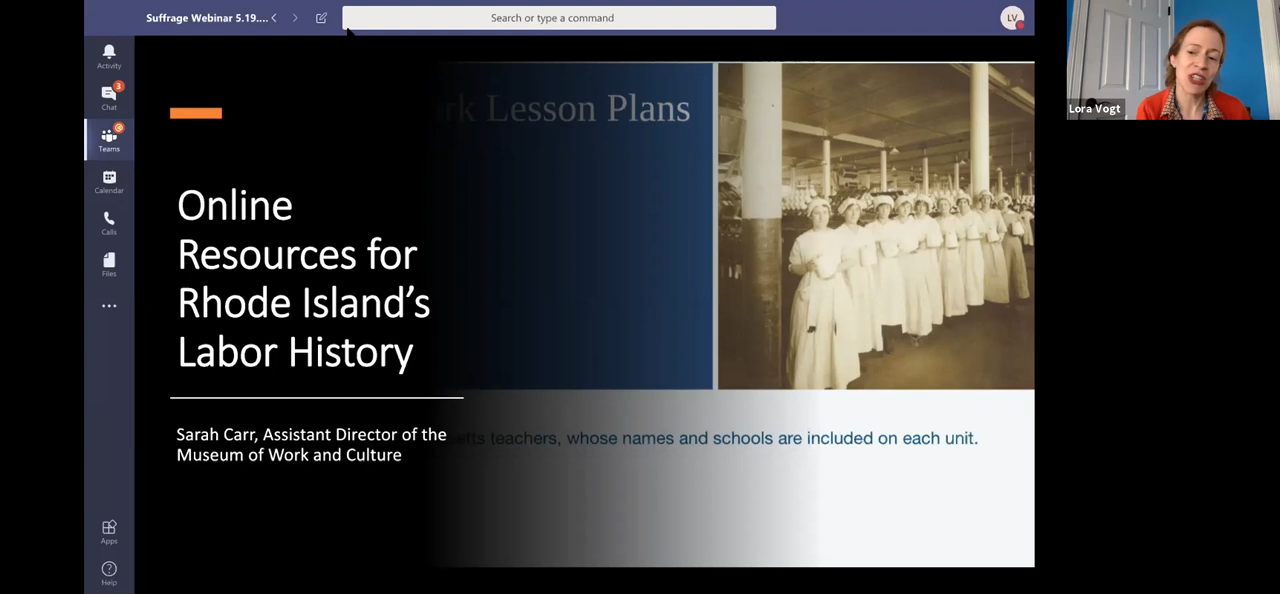 Suffrage Webinar 5.19....
Search or type a command
LV
Activity
3
Chat
Teams
Calendar
Calls
Files
Apps
Help
Lesson Plans
Online
Resources for
Rhode Island's
Labor History
Sarah Carr, Assistant Director of the
Museum of Work and Culture
teachers, whose names and schools are included on each unit.
Lora Vogt